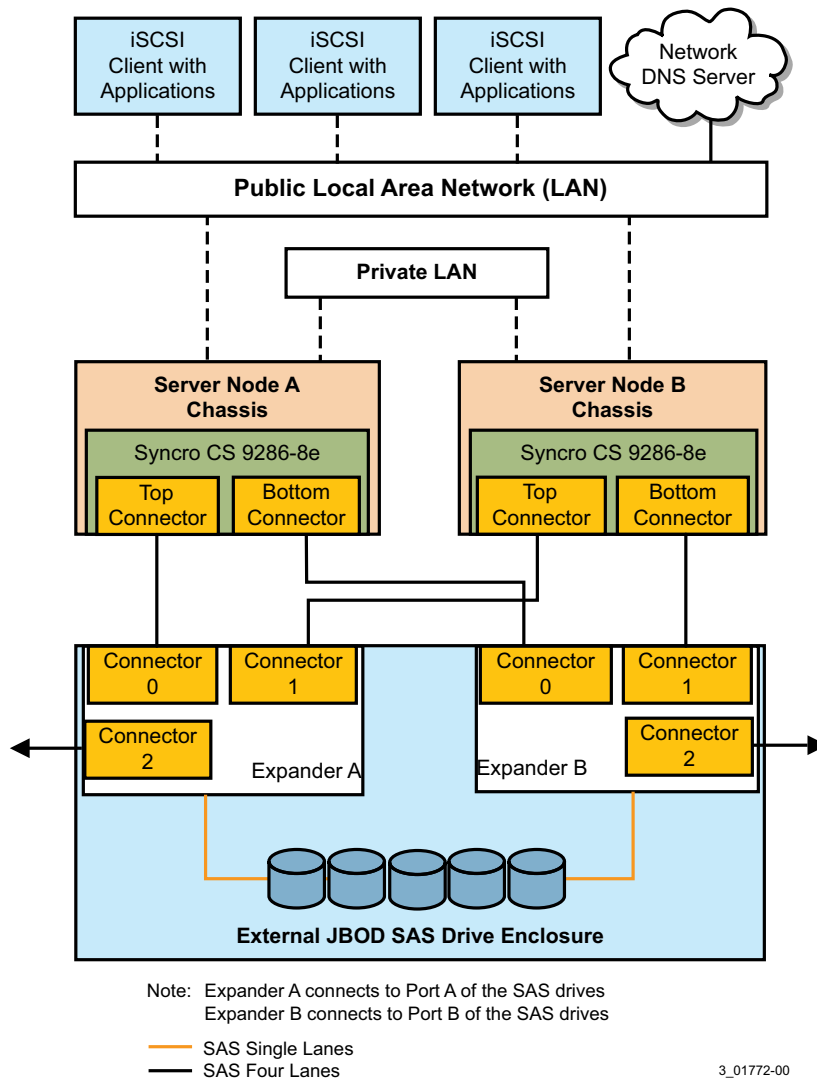 iSCSI
Client with
Applications
iSCSI
Client with
Applications
iSCSI
Client with
Applications
Network
DNS Server
Public Local Area Network (LAN)
Private LAN
Server Node A
Chassis
Syncro CS 9286-8e
Top
Connector
Bottom
Connector
Server Node B
Chassis
Syncro CS 9286-8e
Top
Connector
Bottom
Connector
Connector
0
Connector
1
Connector
2
Expander A
Connector
0
Connector
1
Connector
2
Expander B
External JBOD SAS Drive Enclosure
Note: Expander A connects to Port A of the SAS drives
Expander B connects to Port B of the SAS drives
SAS Single Lanes
SAS Four Lanes
3_01772-00